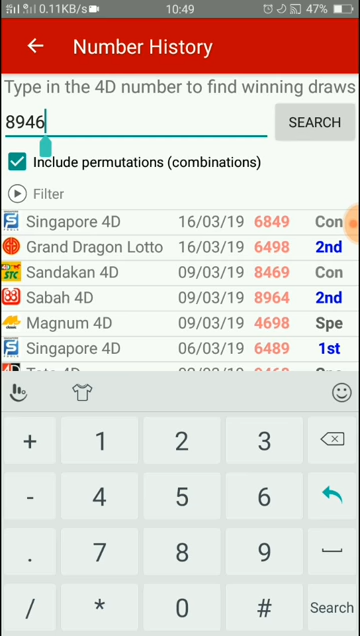 0.11KB/s 10:49 47%
Number History
Type in the 4D number to find winning draws
8946 SEARCH
Include permutations (combinations)
Filter
Singapore 4D 16/03/19 6849 Con
Grand Dragon Lotto 16/03/19 6498 2nd
Sandakan 4D 09/03/19 8469 Con
Sabah 4D 09/03/19 8964 2nd
Magnum 4D 09/03/19 4698 Spe
Singapore 4D 06/03/19 6489 1st
+ 1 2 3
- 4 5 6
. 7 8 9
/ * 0 # Search